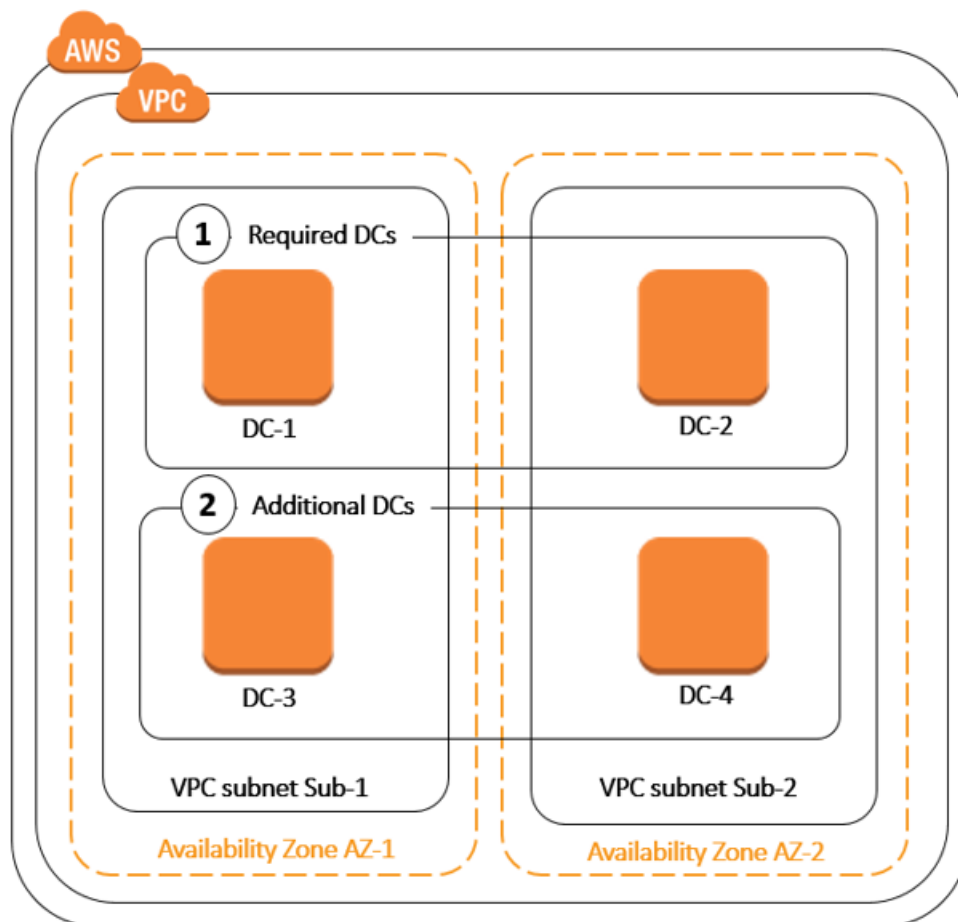 AWS
VPC
1 Required DCs
DC-1
DC-2
2 Additional DCs
DC-3
DC-4
VPC subnet Sub-1
VPC subnet Sub-2
Availability Zone AZ-1
Availability Zone AZ-2